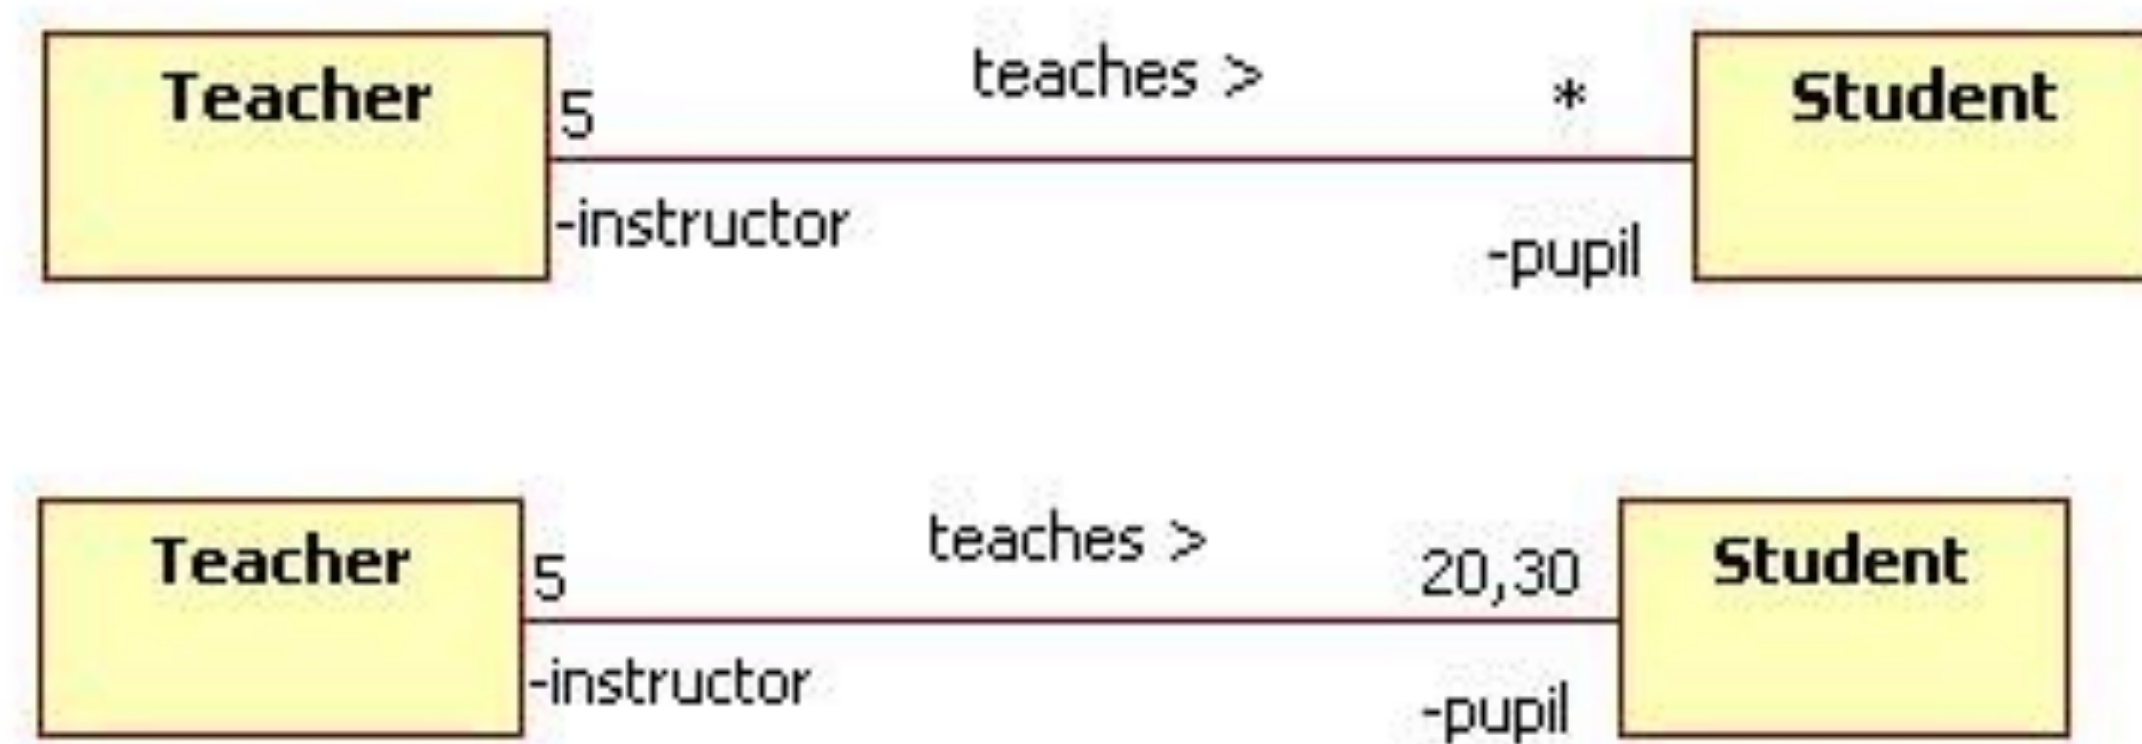 Teacher
5
teaches >
*
Student
-instructor
-pupil
Teacher
5
teaches >
20,30
Student
-instructor
-pupil